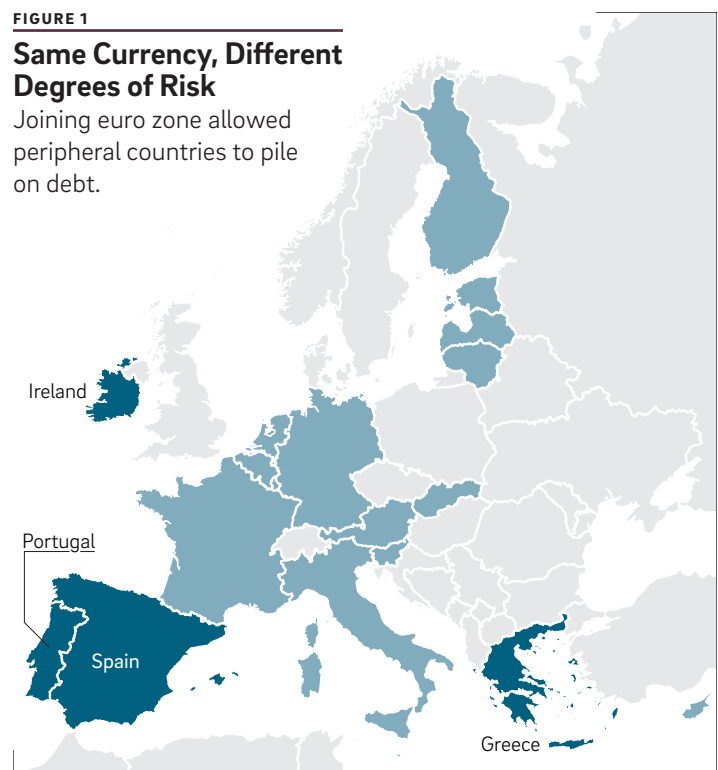 FIGURE 1
Same Currency, Different
Degrees of Risk
Joining euro zone allowed
peripheral countries to pile
on debt.
Ireland
Portugal
Spain
Greece